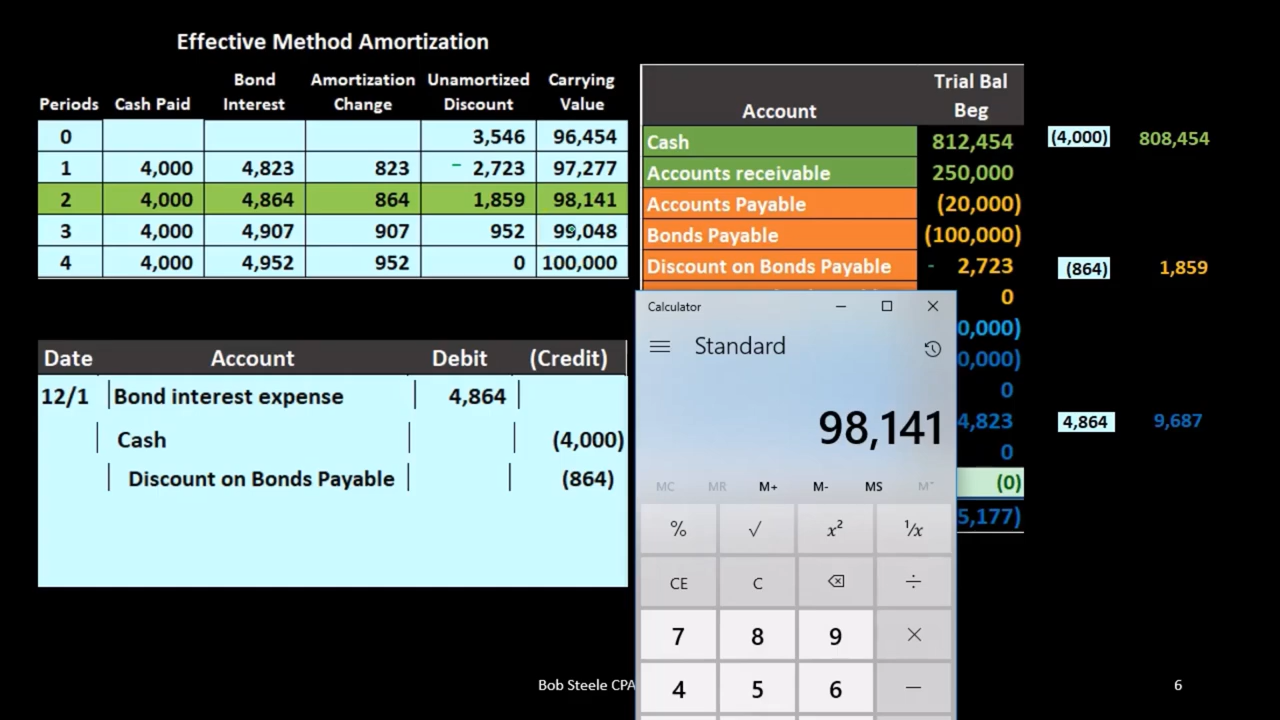 Effective Method Amortization
Periods Cash Paid Bond Interest Amortization Change Unamortized Discount Carrying Value
0 3,546 96,454
1 4,000 4,823 823 - 2,723 97,277
2 4,000 4,864 864 1,859 98,141
3 4,000 4,907 907 952 99,048
4 4,000 4,952 952 0 100,000
Account Trial Bal Beg
Cash 812,454 (4,000) 808,454
Accounts receivable 250,000
Accounts Payable (20,000)
Bonds Payable (100,000)
Discount on Bonds Payable - 2,723 (864) 1,859
0
0,000)
0,000)
0
4,823 4,864 9,687
0
(0)
5,177)
Date Account Debit (Credit)
12/1 Bond interest expense 4,864
Cash (4,000)
Discount on Bonds Payable (864)
Calculator
Standard
98,141
MC MR M+ M- MS M˅
% √ x² ¹/x
CE C ÷
7 8 9 ×
4 5 6 −
Bob Steele CPA
6